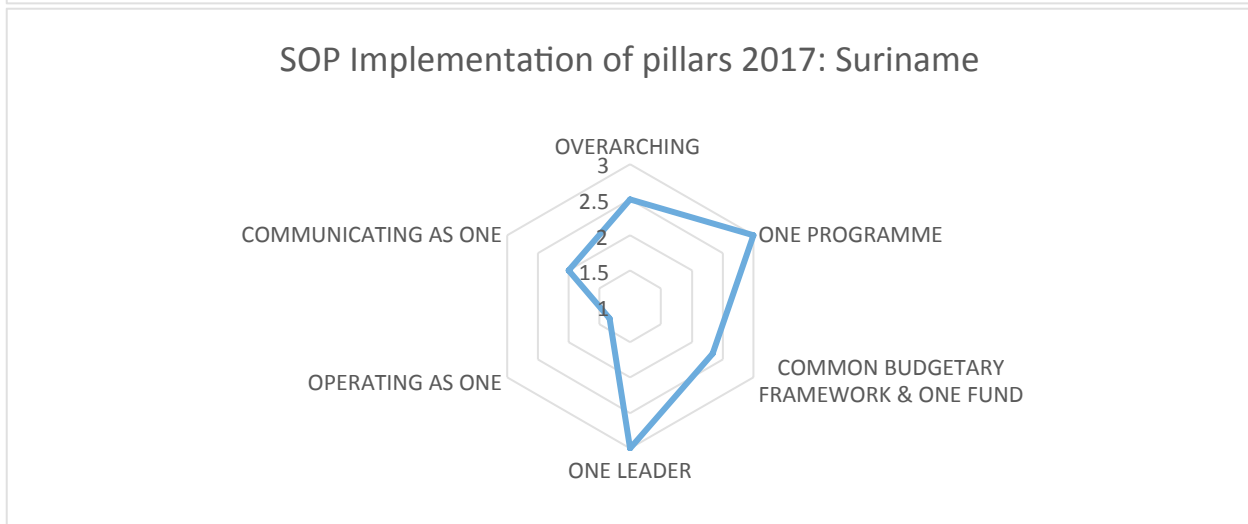 SOP Implementation of pillars 2017: Suriname
OVERARCHING
3
2.5
2
1.5
1
COMMUNICATING AS ONE
ONE PROGRAMME
OPERATING AS ONE
COMMON BUDGETARY
FRAMEWORK & ONE FUND
ONE LEADER